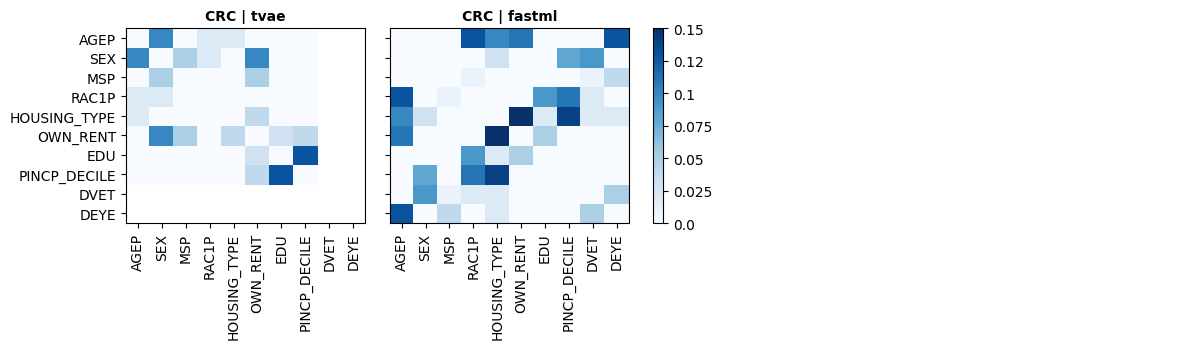 CRC | tvae
CRC | fastml
AGEP
SEX
MSP
RAC1P
HOUSING_TYPE
OWN_RENT
EDU
PINCP_DECILE
DVET
DEYE
0.15
0.12
0.1
0.075
0.05
0.025
0.0
AGEP
SEX
MSP
RAC1P
HOUSING_TYPE
OWN_RENT
EDU
PINCP_DECILE
DVET
DEYE
AGEP
SEX
MSP
RAC1P
HOUSING_TYPE
OWN_RENT
EDU
PINCP_DECILE
DVET
DEYE